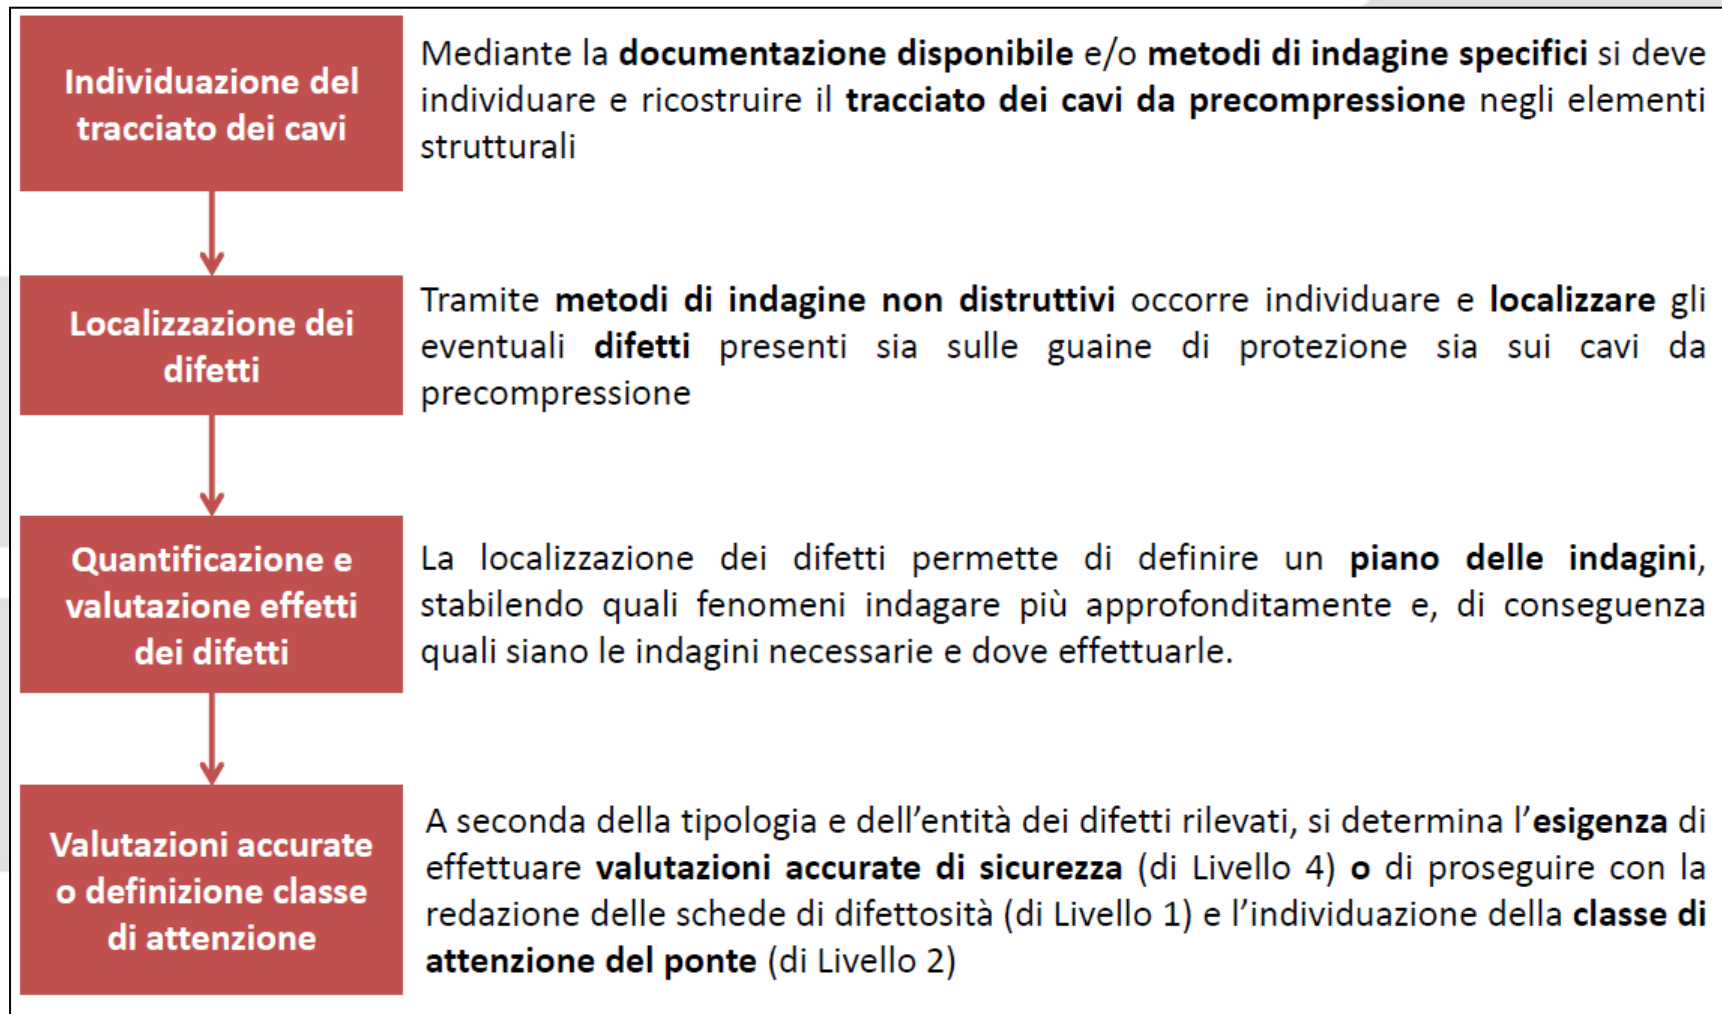 Individuazione del
tracciato dei cavi
Mediante la documentazione disponibile e/o metodi di indagine specifici si deve
individuare e ricostruire il tracciato dei cavi da precompressione negli elementi
strutturali
Localizzazione dei
difetti
Tramite metodi di indagine non distruttivi occorre individuare e localizzare gli
eventuali difetti presenti sia sulle guaine di protezione sia sui cavi da
precompressione
Quantificazione e
valutazione effetti
dei difetti
La localizzazione dei difetti permette di definire un piano delle indagini,
stabilendo quali fenomeni indagare più approfonditamente e, di conseguenza
quali siano le indagini necessarie e dove effettuarle.
Valutazioni accurate
o definizione classe
di attenzione
A seconda della tipologia e dell’entità dei difetti rilevati, si determina l’esigenza di
effettuare valutazioni accurate di sicurezza (di Livello 4) o di proseguire con la
redazione delle schede di difettosità (di Livello 1) e l’individuazione della classe di
attenzione del ponte (di Livello 2)